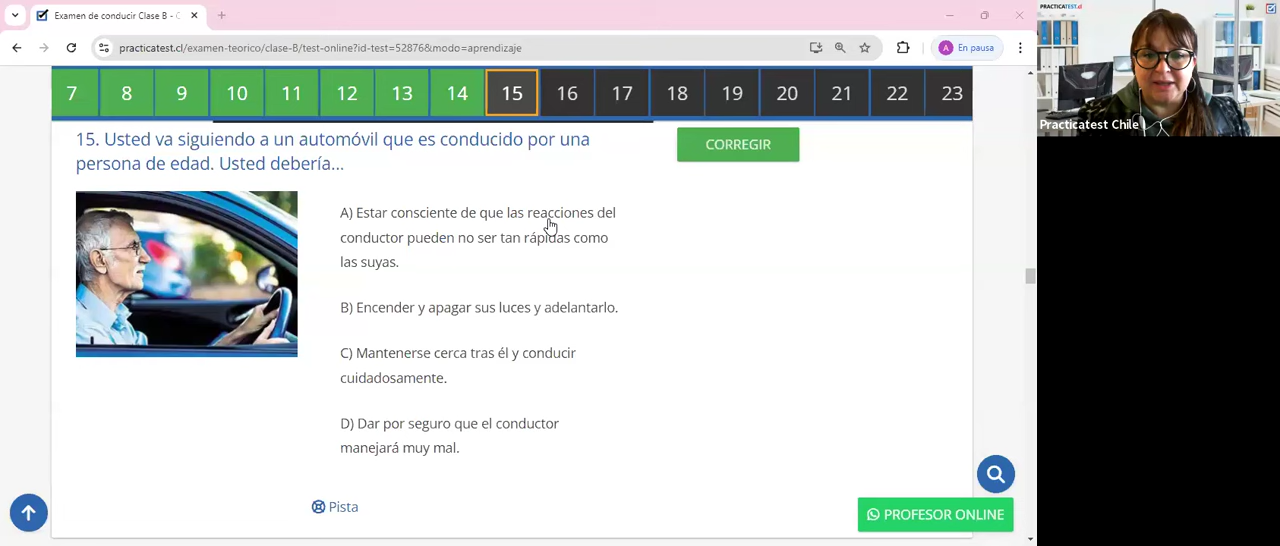 Examen de conducir Clase B - C
practicatest.cl/examen-teorico/clase-B/test-online?id-test=52876&modo=aprendizaje
A En pausa
PRACTICATEST.cl
Practicatest Chile
7 8 9 10 11 12 13 14 15 16 17 18 19 20 21 22 23
15. Usted va siguiendo a un automóvil que es conducido por una
persona de edad. Usted debería...
CORREGIR
A) Estar consciente de que las reacciones del
conductor pueden no ser tan rápidas como
las suyas.
B) Encender y apagar sus luces y adelantarlo.
C) Mantenerse cerca tras él y conducir
cuidadosamente.
D) Dar por seguro que el conductor
manejará muy mal.
Pista
PROFESOR ONLINE